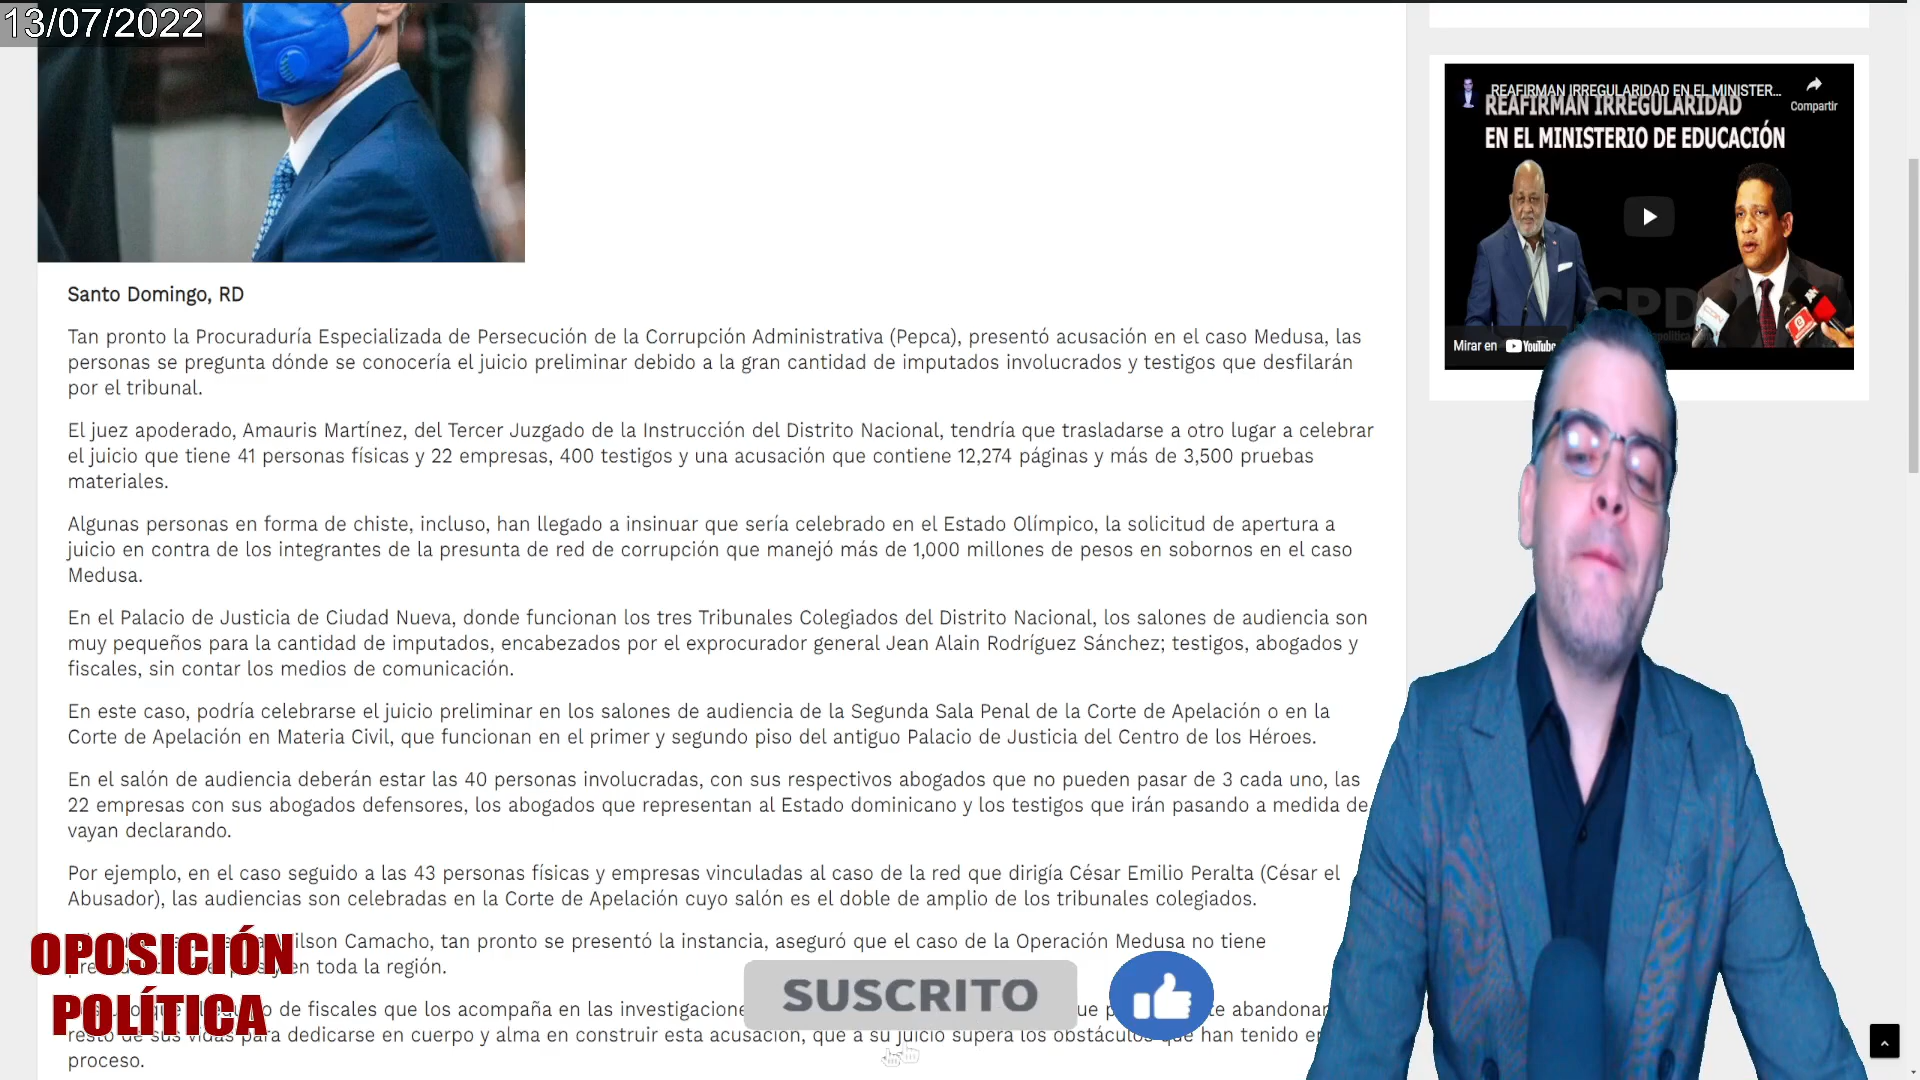 13/07/2022
REAFIRMAN IRREGULARIDAD EN EL MINISTER...
Compartir
REAFIRMAN IRREGULARIDAD
EN EL MINISTERIO DE EDUCACIÓN
Mirar en YouTube
Santo Domingo, RD
Tan pronto la Procuraduría Especializada de Persecución de la Corrupción Administrativa (Pepca), presentó acusación en el caso Medusa, las
personas se pregunta dónde se conocería el juicio preliminar debido a la gran cantidad de imputados involucrados y testigos que desfilarán
por el tribunal.
El juez apoderado, Amauris Martínez, del Tercer Juzgado de la Instrucción del Distrito Nacional, tendría que trasladarse a otro lugar a celebrar
el juicio que tiene 41 personas físicas y 22 empresas, 400 testigos y una acusación que contiene 12,274 páginas y más de 3,500 pruebas
materiales.
Algunas personas en forma de chiste, incluso, han llegado a insinuar que sería celebrado en el Estado Olímpico, la solicitud de apertura a
juicio en contra de los integrantes de la presunta de red de corrupción que manejó más de 1,000 millones de pesos en sobornos en el caso
Medusa.
En el Palacio de Justicia de Ciudad Nueva, donde funcionan los tres Tribunales Colegiados del Distrito Nacional, los salones de audiencia son
muy pequeños para la cantidad de imputados, encabezados por el exprocurador general Jean Alain Rodríguez Sánchez; testigos, abogados y
fiscales, sin contar los medios de comunicación.
En este caso, podría celebrarse el juicio preliminar en los salones de audiencia de la Segunda Sala Penal de la Corte de Apelación o en la
Corte de Apelación en Materia Civil, que funcionan en el primer y segundo piso del antiguo Palacio de Justicia del Centro de los Héroes.
En el salón de audiencia deberán estar las 40 personas involucradas, con sus respectivos abogados que no pueden pasar de 3 cada uno, las
22 empresas con sus abogados defensores, los abogados que representan al Estado dominicano y los testigos que irán pasando a medida de
vayan declarando.
Por ejemplo, en el caso seguido a las 43 personas físicas y empresas vinculadas al caso de la red que dirigía César Emilio Peralta (César el
Abusador), las audiencias son celebradas en la Corte de Apelación cuyo salón es el doble de amplio de los tribunales colegiados.
Camacho, tan pronto se presentó la instancia, aseguró que el caso de la Operación Medusa no tiene
en toda la región.
de fiscales que los acompaña en las
resto de sus vidas para dedicarse en cuerpo y alma en construir esta acusación, que a su juicio supera los obstáculos que han tenido
proceso.
OPOSICIÓN
POLÍTICA
SUSCRITO